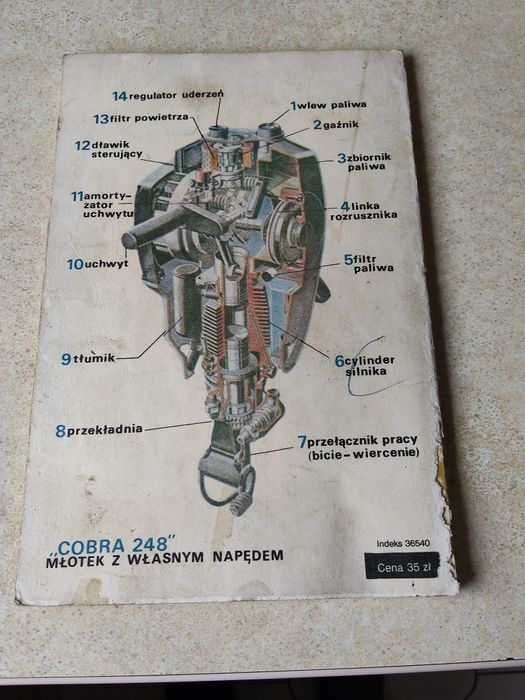 14 regulator uderzeń
13 filtr powietrza
12 dławik
sterujący
11 amorty-
zator
uchwytu
10 uchwyt
9 tłumik
8 przekładnia
1 wlew paliwa
2 gaźnik
3 zbiornik
paliwa
4 linka
rozrusznika
5 filtr
paliwa
6 cylinder
silnika
7 przełącznik pracy
(bicie-wiercenie)
„COBRA 248"
MŁOTEK Z WŁASNYM NAPĘDEM
Indeks 36540
Cena 35 zł